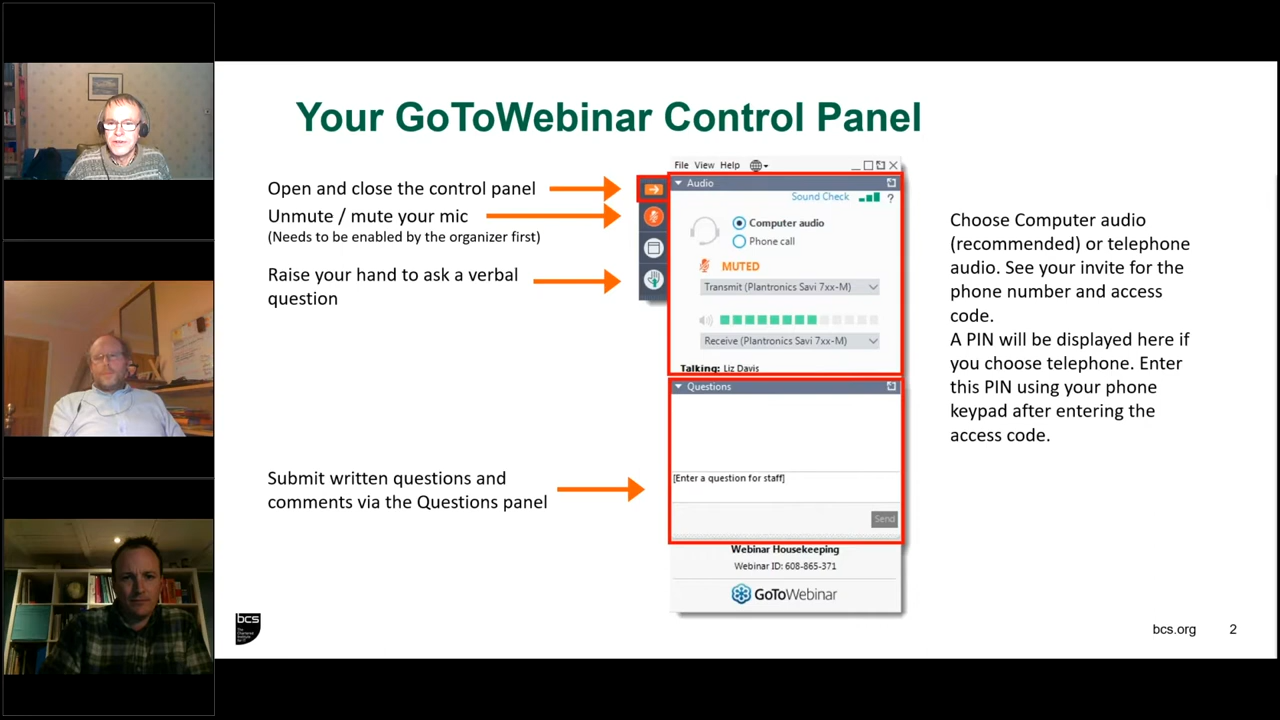 Your GoToWebinar Control Panel
Open and close the control panel
Unmute / mute your mic
(Needs to be enabled by the organizer first)
Raise your hand to ask a verbal
question
Submit written questions and
comments via the Questions panel
File View Help
Audio
Sound Check
?
Computer audio
Phone call
MUTED
Transmit (Plantronics Savi 7xx-M)
Receive (Plantronics Savi 7xx-M)
Talking: Liz Davis
Questions
[Enter a question for staff]
Send
Webinar Housekeeping
Webinar ID: 608-865-371
GoToWebinar
Choose Computer audio
(recommended) or telephone
audio. See your invite for the
phone number and access
code.
A PIN will be displayed here if
you choose telephone. Enter
this PIN using your phone
keypad after entering the
access code.
bcs
The
Chartered
Institute
for IT
bcs.org
2